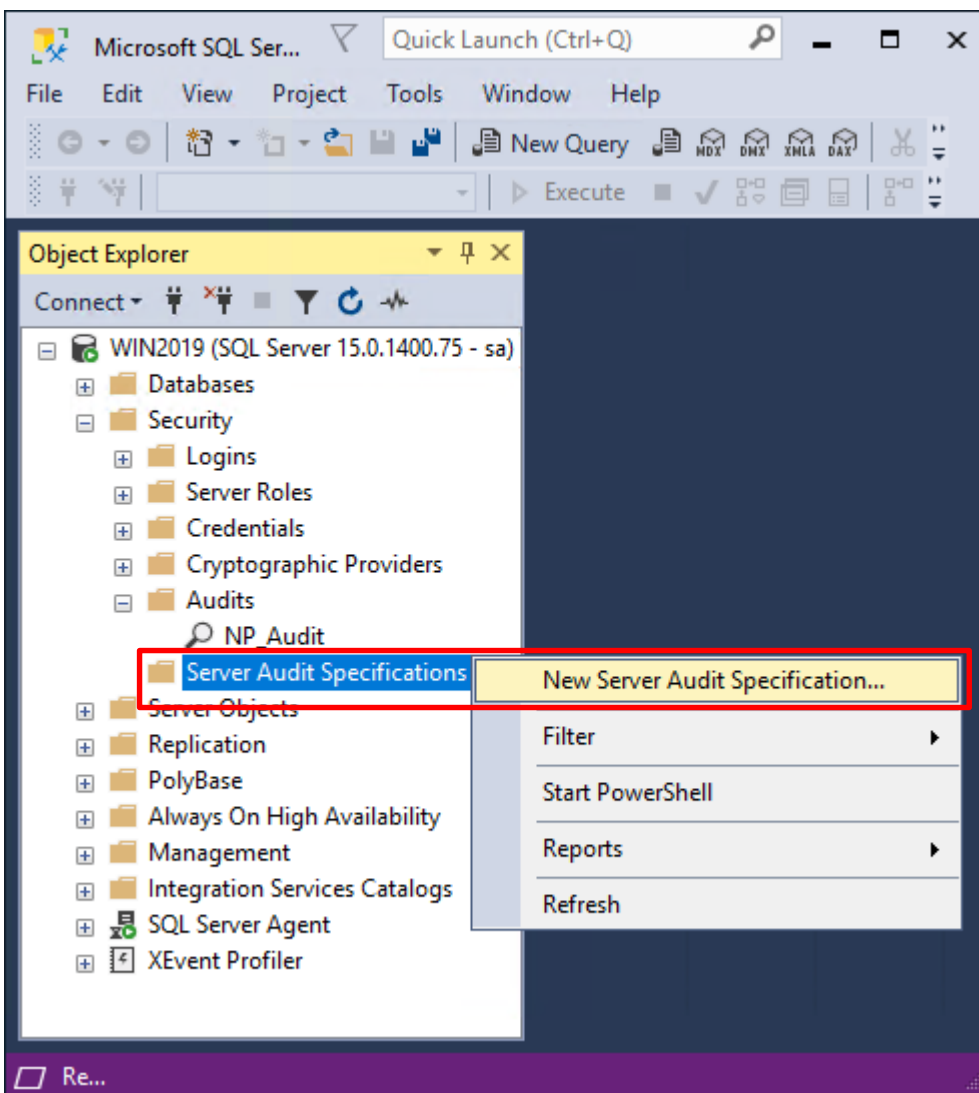 Microsoft SQL Ser...
Quick Launch (Ctrl+Q)
File Edit View Project Tools Window Help
New Query MDX DMX XMLA DAX
Execute
Object Explorer
Connect
WIN2019 (SQL Server 15.0.1400.75 - sa)
Databases
Security
Logins
Server Roles
Credentials
Cryptographic Providers
Audits
NP_Audit
Server Audit Specifications
New Server Audit Specification...
Server Objects
Filter
Replication
PolyBase
Start PowerShell
Always On High Availability
Management
Reports
Integration Services Catalogs
Refresh
SQL Server Agent
XEvent Profiler
Re...